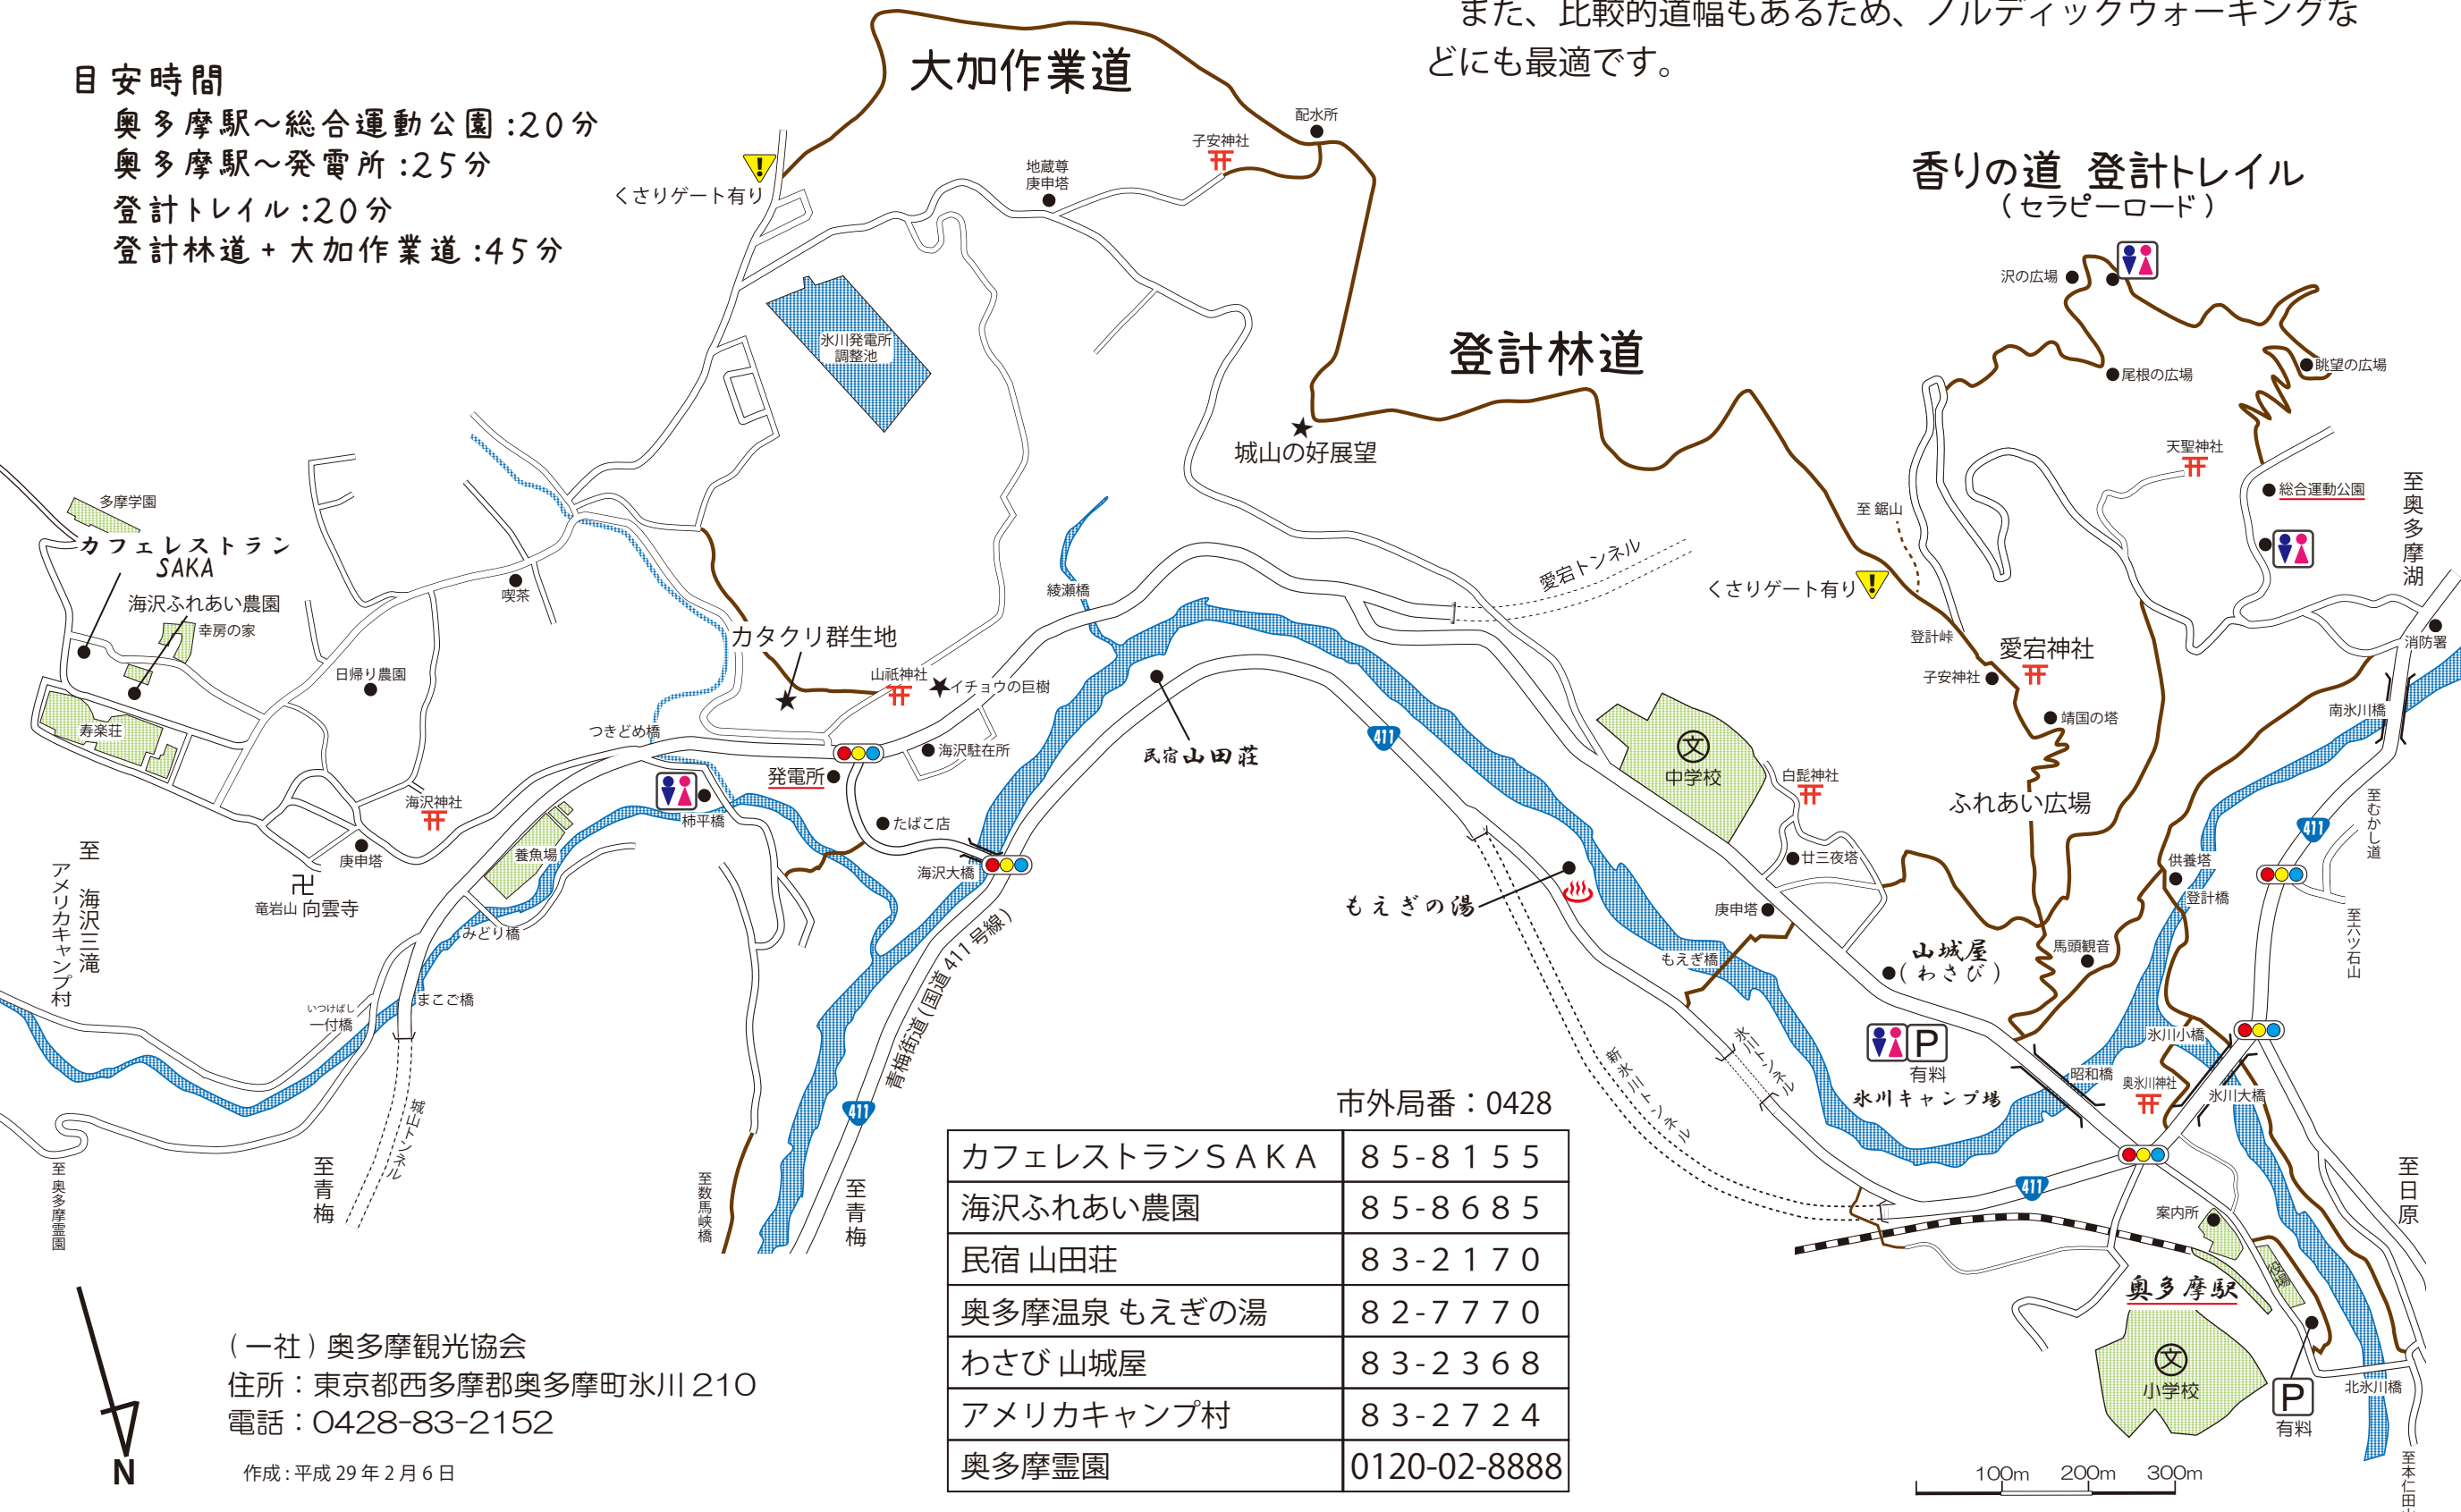 また、比較的道幅もあるため、ノルディックウォーキングな
どにも最適です。
目安時間
奥多摩駅～総合運動公園:20分
奥多摩駅～発電所:25分
登計トレイル:20分
登計林道+大加作業道:45分
大加作業道
くさりゲート有り
配水所
子安神社
地蔵尊
庚申塔
香りの道 登計トレイル
(セラピーロード)
沢の広場
尾根の広場
眺望の広場
天聖神社
総合運動公園
至奥多摩湖
消防署
氷川発電所
調整池
登計林道
城山の好展望
至 鋸山
くさりゲート有り
登計峠
愛宕神社
子安神社
靖国の塔
ふれあい広場
南氷川橋
至むかし道
411
供養塔
登計橋
至六ツ石山
馬頭観音
多摩学園
カフェレストラン
SAKA
海沢ふれあい農園
幸房の家
喫茶
日帰り農園
寿楽荘
カタクリ群生地
山祇神社
イチョウの巨樹
綾瀬橋
愛宕トンネル
つきどめ橋
海沢駐在所
発電所
民宿山田荘
411
文
中学校
白髭神社
廿三夜塔
庚申塔
海沢神社
庚申塔
養魚場
柿平橋
たばこ店
海沢大橋
卍
竜岩山 向雲寺
みどり橋
もえぎの湯
もえぎ橋
山城屋
(わさび)
至 海沢三滝
アメリカキャンプ村
いつけばし
一付橋
まこご橋
青梅街道(国道411号線)
411
新氷川トンネル
氷川トンネル
P
有料
氷川キャンプ場
昭和橋
氷川小橋
奥氷川神社
氷川大橋
城山トンネル
至奥多摩霊園
至青梅
至数馬峡橋
至青梅
411
案内所
役場
奥多摩駅
至日原
文
小学校
P
有料
北氷川橋
至本仁田山
市外局番：0428
カフェレストランＳＡＫＡ 85-8155
海沢ふれあい農園 85-8685
民宿 山田荘 83-2170
奥多摩温泉 もえぎの湯 82-7770
わさび 山城屋 83-2368
アメリカキャンプ村 83-2724
奥多摩霊園 0120-02-8888
N
(一社)奥多摩観光協会
住所：東京都西多摩郡奥多摩町氷川210
電話：0428-83-2152
作成:平成29年2月6日
100m 200m 300m